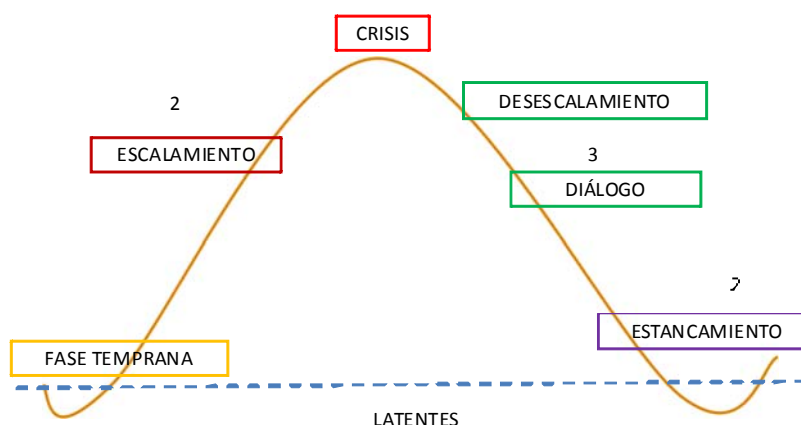 CRISIS
2
DESESCALAMIENTO
ESCALAMIENTO
3
DIÁLOGO
ESTANCAMIENTO
FASE TEMPRANA
LATENTES